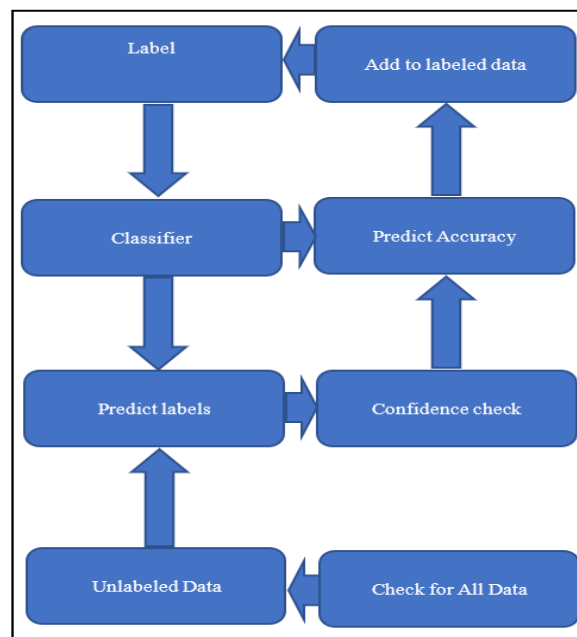 Label
Add to labeled data
Classifier
Predict Accuracy
Predict labels
Confidence check
Unlabeled Data
Check for All Data